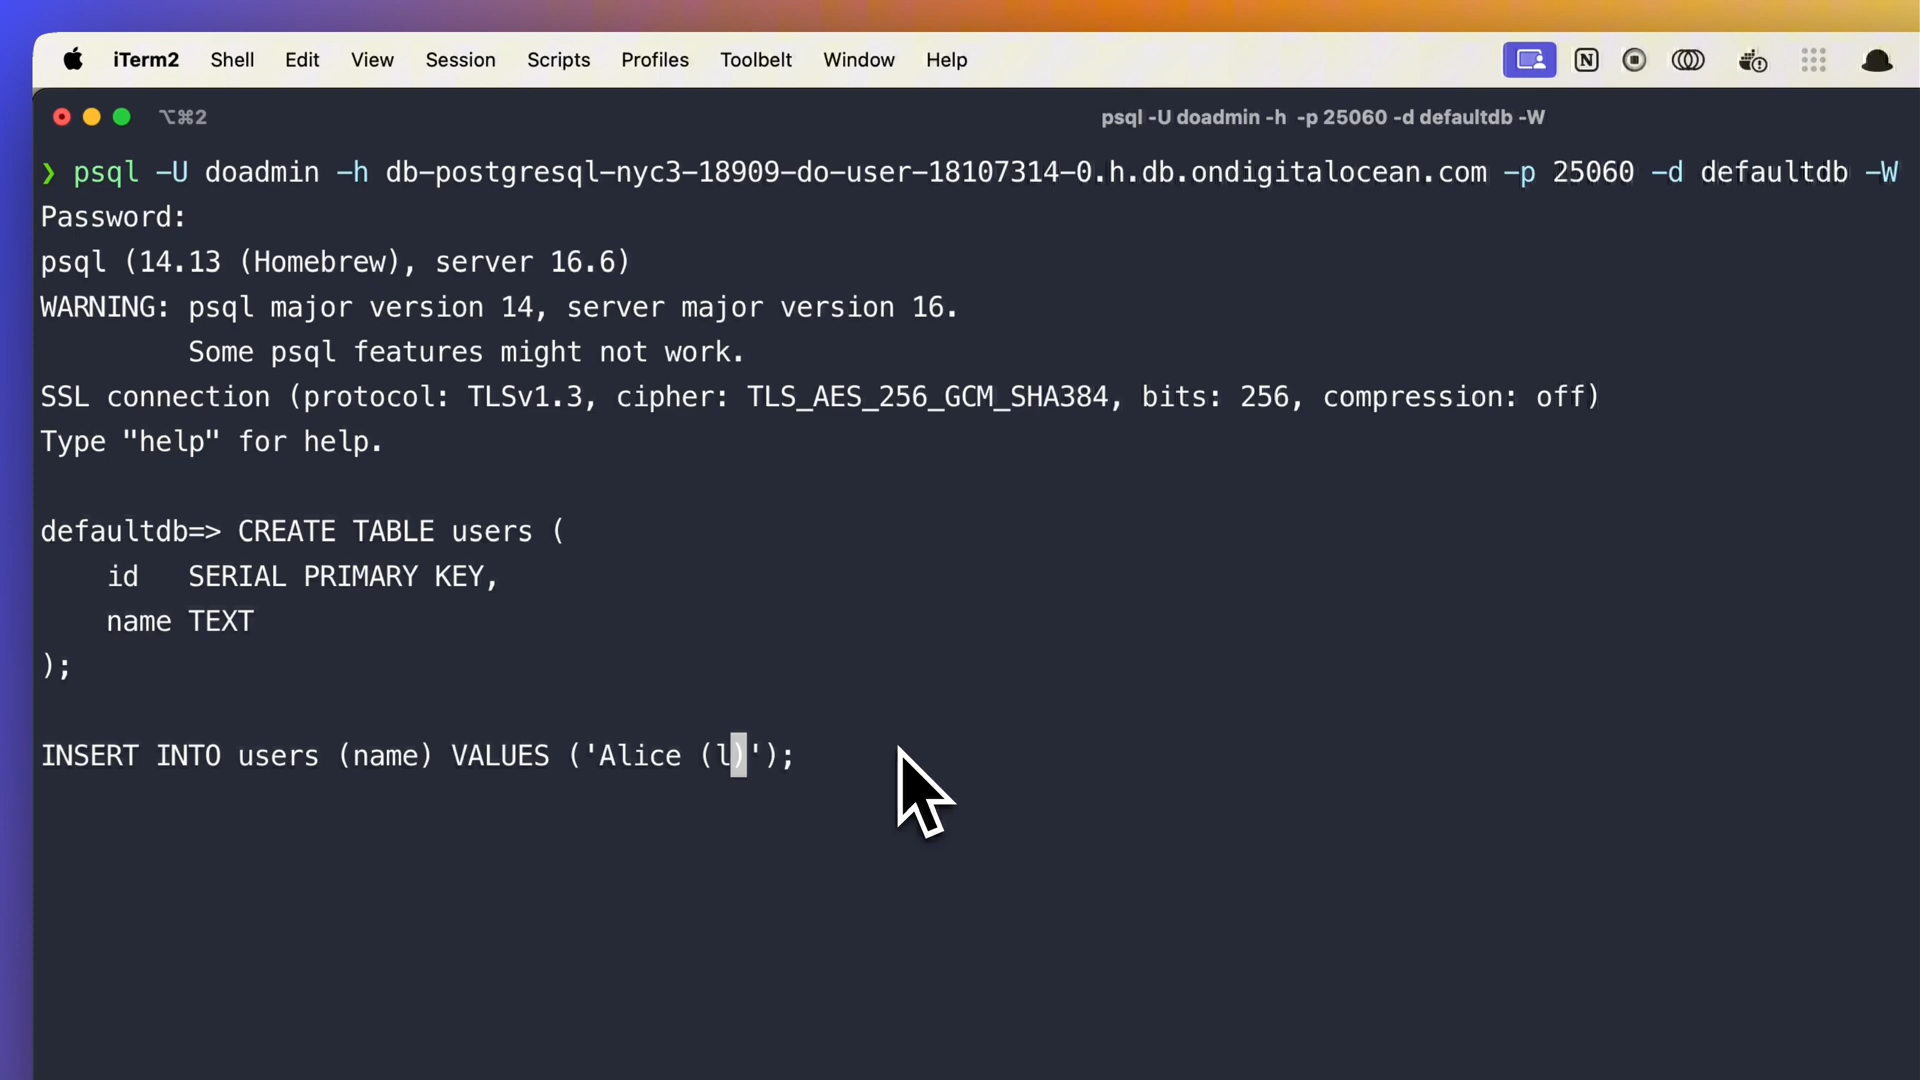 iTerm2 Shell Edit View Session Scripts Profiles Toolbelt Window Help
⌥⌘2 psql -U doadmin -h  -p 25060 -d defaultdb -W
❯ psql -U doadmin -h db-postgresql-nyc3-18909-do-user-18107314-0.h.db.ondigitalocean.com -p 25060 -d defaultdb -W
Password:
psql (14.13 (Homebrew), server 16.6)
WARNING: psql major version 14, server major version 16.
         Some psql features might not work.
SSL connection (protocol: TLSv1.3, cipher: TLS_AES_256_GCM_SHA384, bits: 256, compression: off)
Type "help" for help.

defaultdb=> CREATE TABLE users (
    id   SERIAL PRIMARY KEY,
    name TEXT
);

INSERT INTO users (name) VALUES ('Alice (l)');